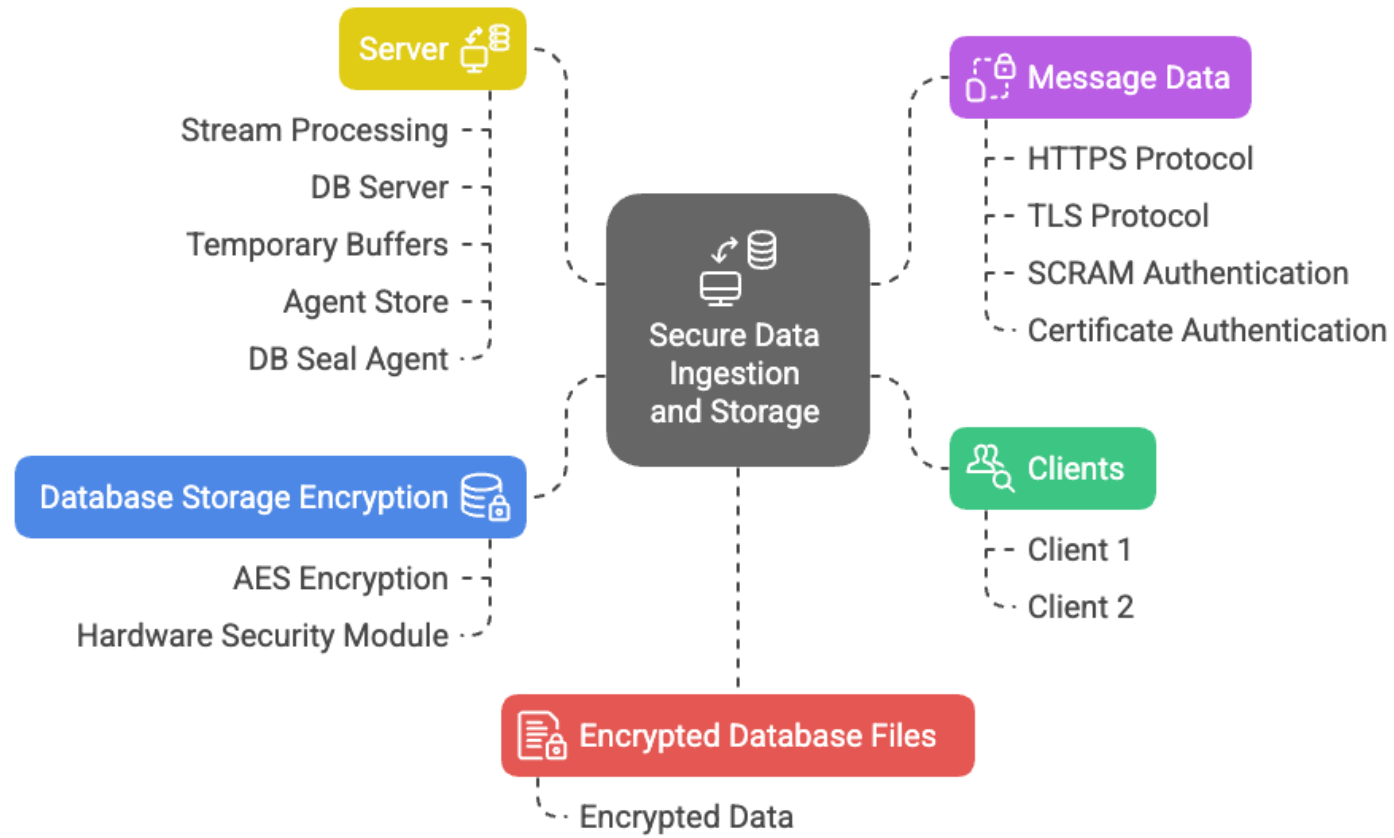 Server
Stream Processing
DB Server
Temporary Buffers
Agent Store
DB Seal Agent
Message Data
HTTPS Protocol
TLS Protocol
SCRAM Authentication
Certificate Authentication
Secure Data
Ingestion
and Storage
Database Storage Encryption
AES Encryption
Hardware Security Module
Clients
Client 1
Client 2
Encrypted Database Files
Encrypted Data